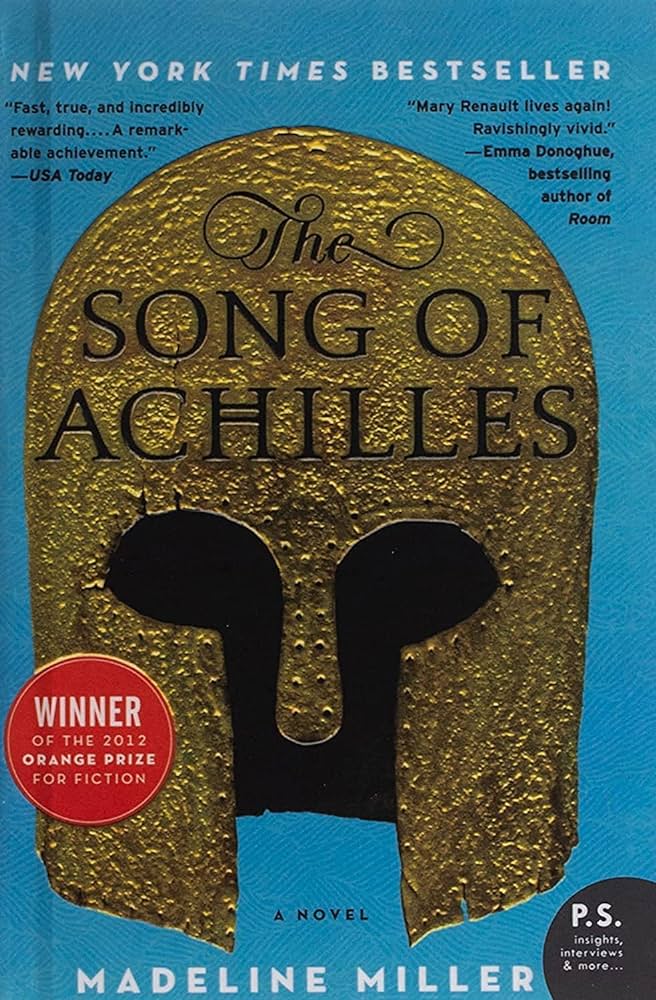 NEW YORK TIMES BESTSELLER
“Fast, true, and incredibly
rewarding.... A remark-
able achievement.”
—USA Today
“Mary Renault lives again!
Ravishingly vivid.”
—Emma Donoghue,
bestselling
author of
Room
The
SONG OF
ACHILLES
WINNER
OF THE 2012
ORANGE PRIZE
FOR FICTION
A NOVEL
P.S.
insights,
interviews
& more...
MADELINE MILLER